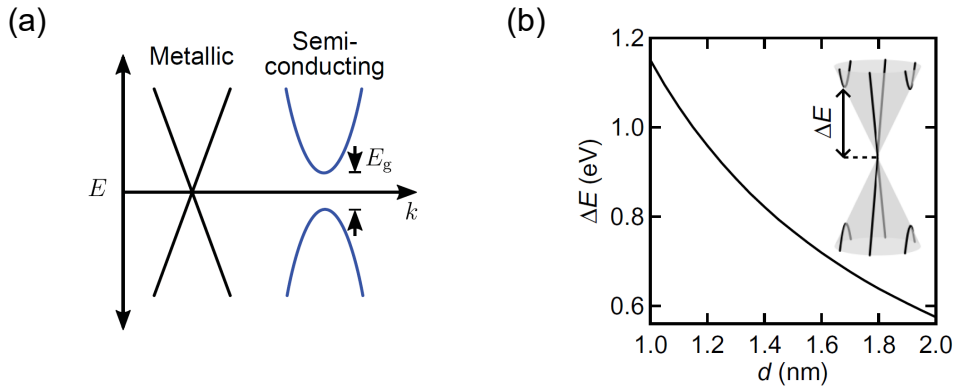 (a)
Metallic
Semi-
conducting
E
Eg
k
(b)
1.2
1.0
0.8
0.6
ΔE (eV)
ΔE
1.0 1.2 1.4 1.6 1.8 2.0
d (nm)